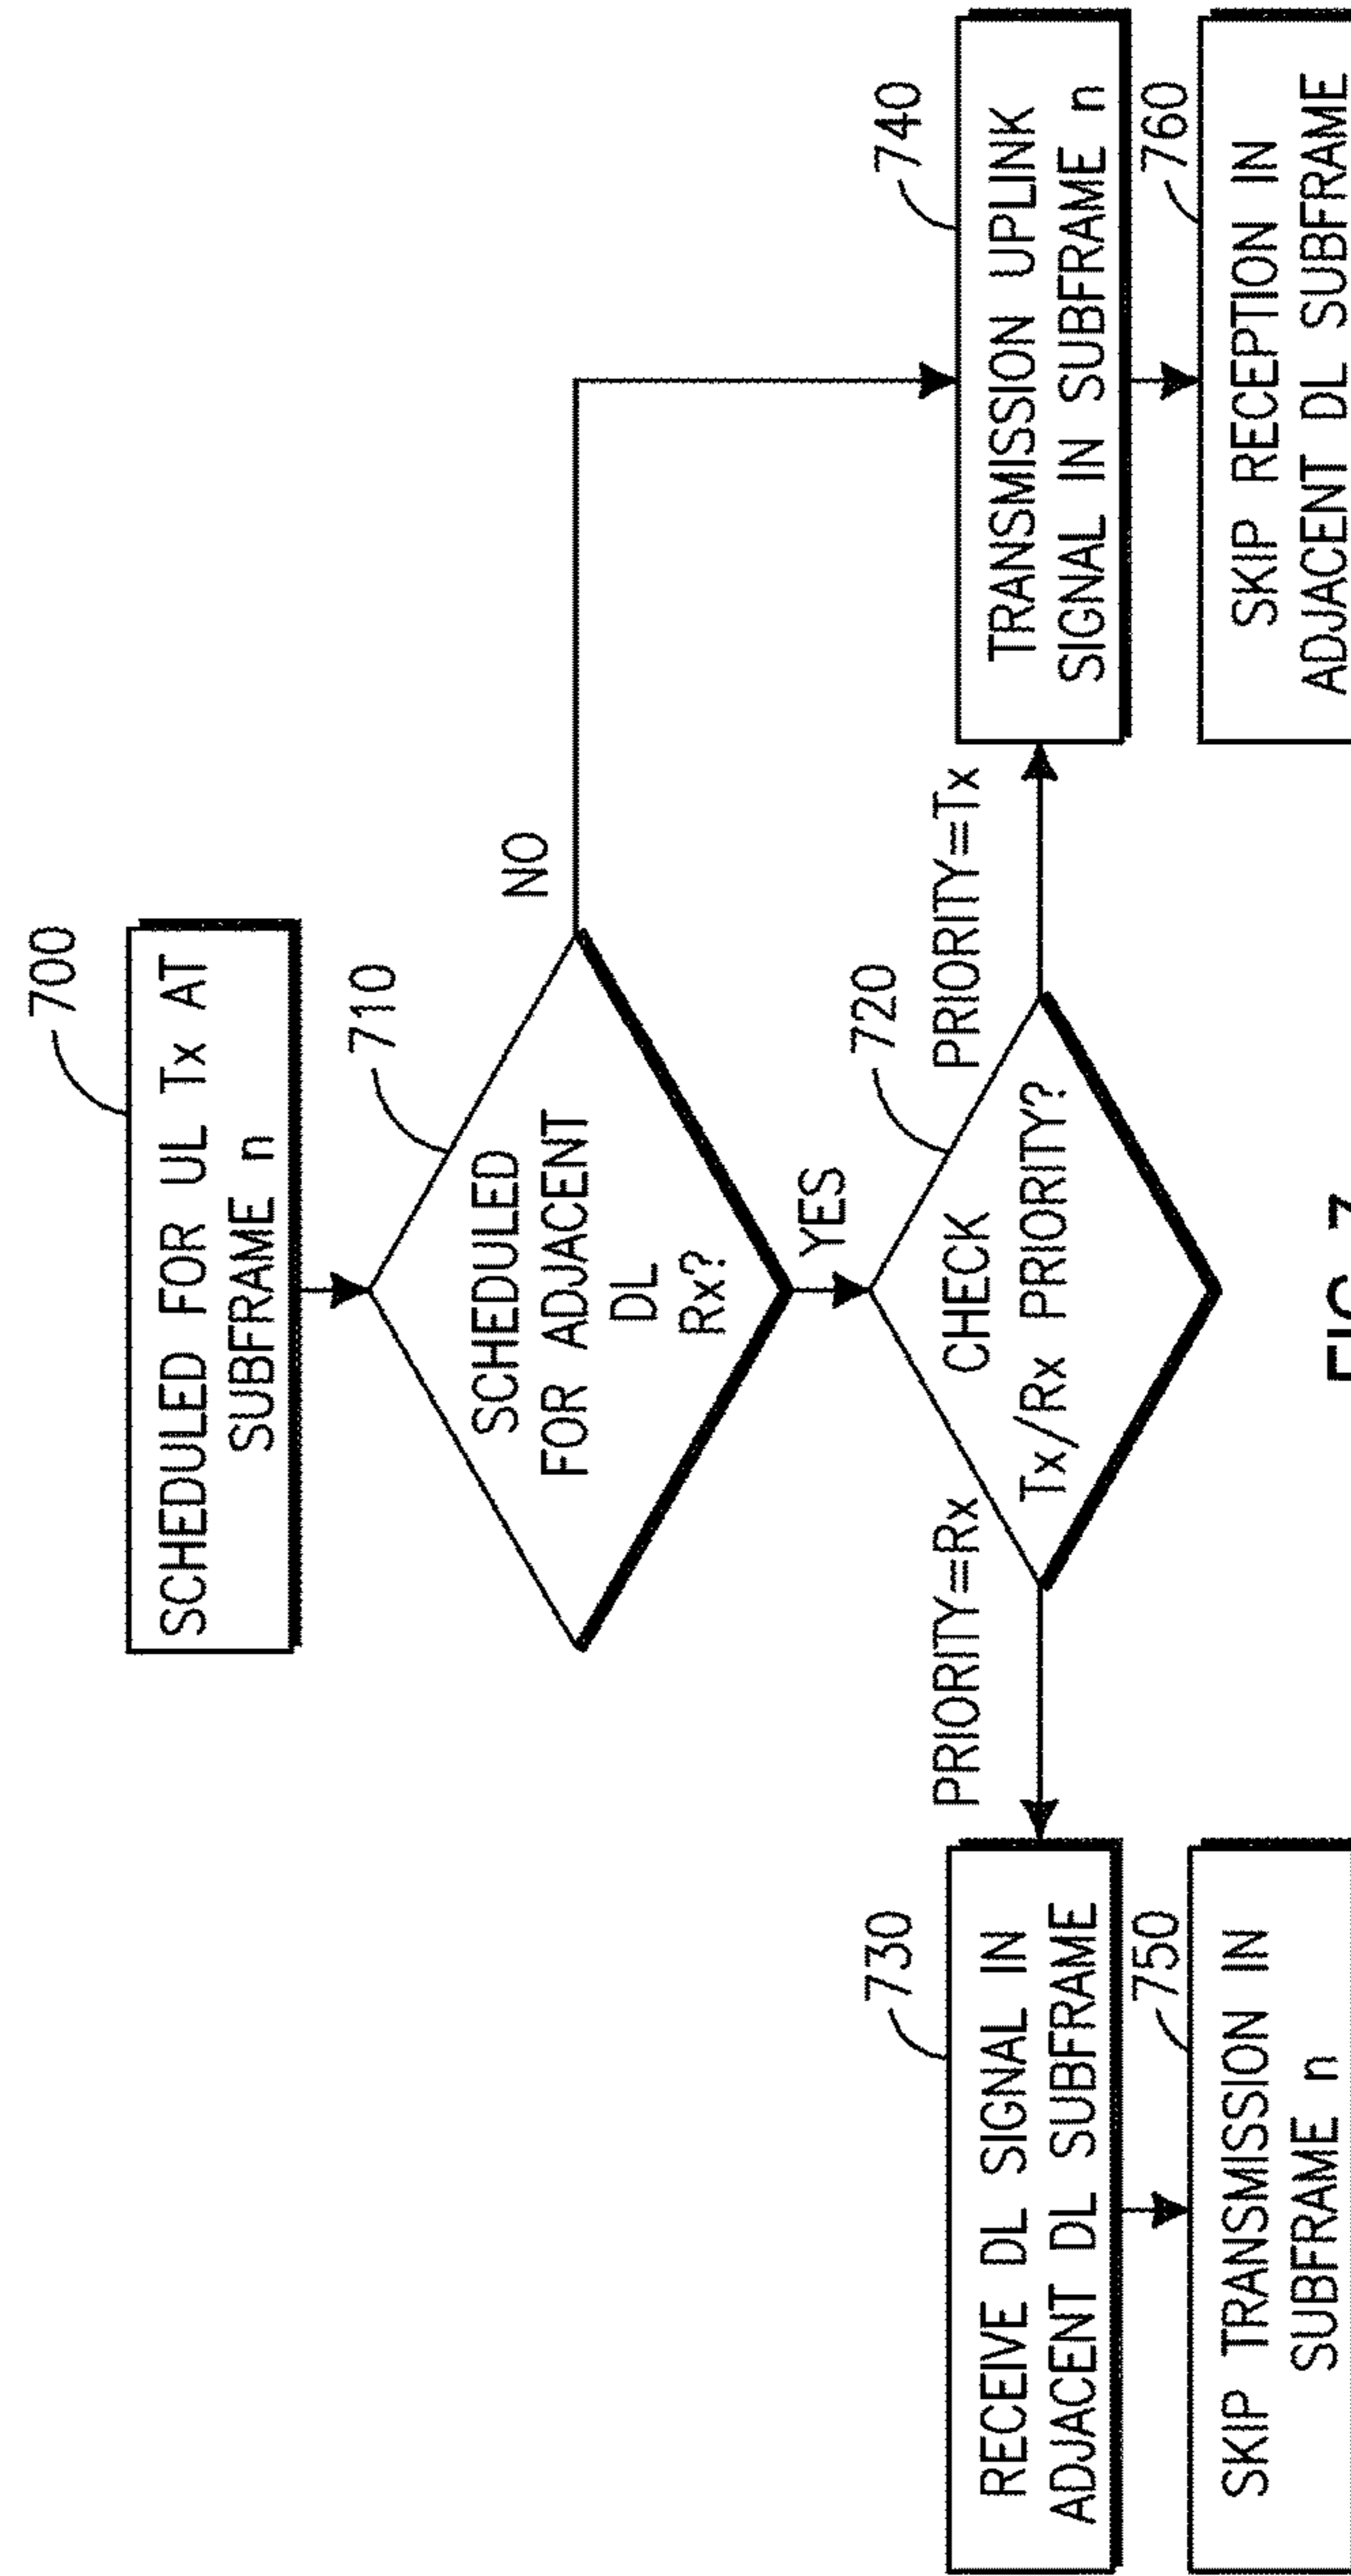 700
SCHEDULED FOR UL Tx AT
SUBFRAME n
710
SCHEDULED
FOR ADJACENT
DL
Rx?
NO
YES
720
CHECK
Tx/Rx PRIORITY?
PRIORITY=Rx
PRIORITY=Tx
730
RECEIVE DL SIGNAL IN
ADJACENT DL SUBFRAME
740
TRANSMISSION UPLINK
SIGNAL IN SUBFRAME n
750
SKIP TRANSMISSION IN
SUBFRAME n
760
SKIP RECEPTION IN
ADJACENT DL SUBFRAME